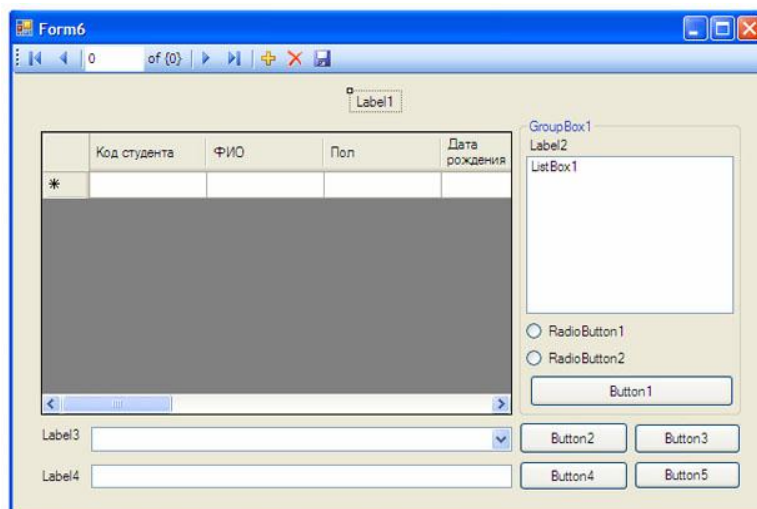 Form6
0 of {0}
Label1
Код студента ФИО Пол Дата рождения
GroupBox1
Label2
ListBox1
RadioButton1
RadioButton2
Button1
Label3
Button2 Button3
Label4
Button4 Button5